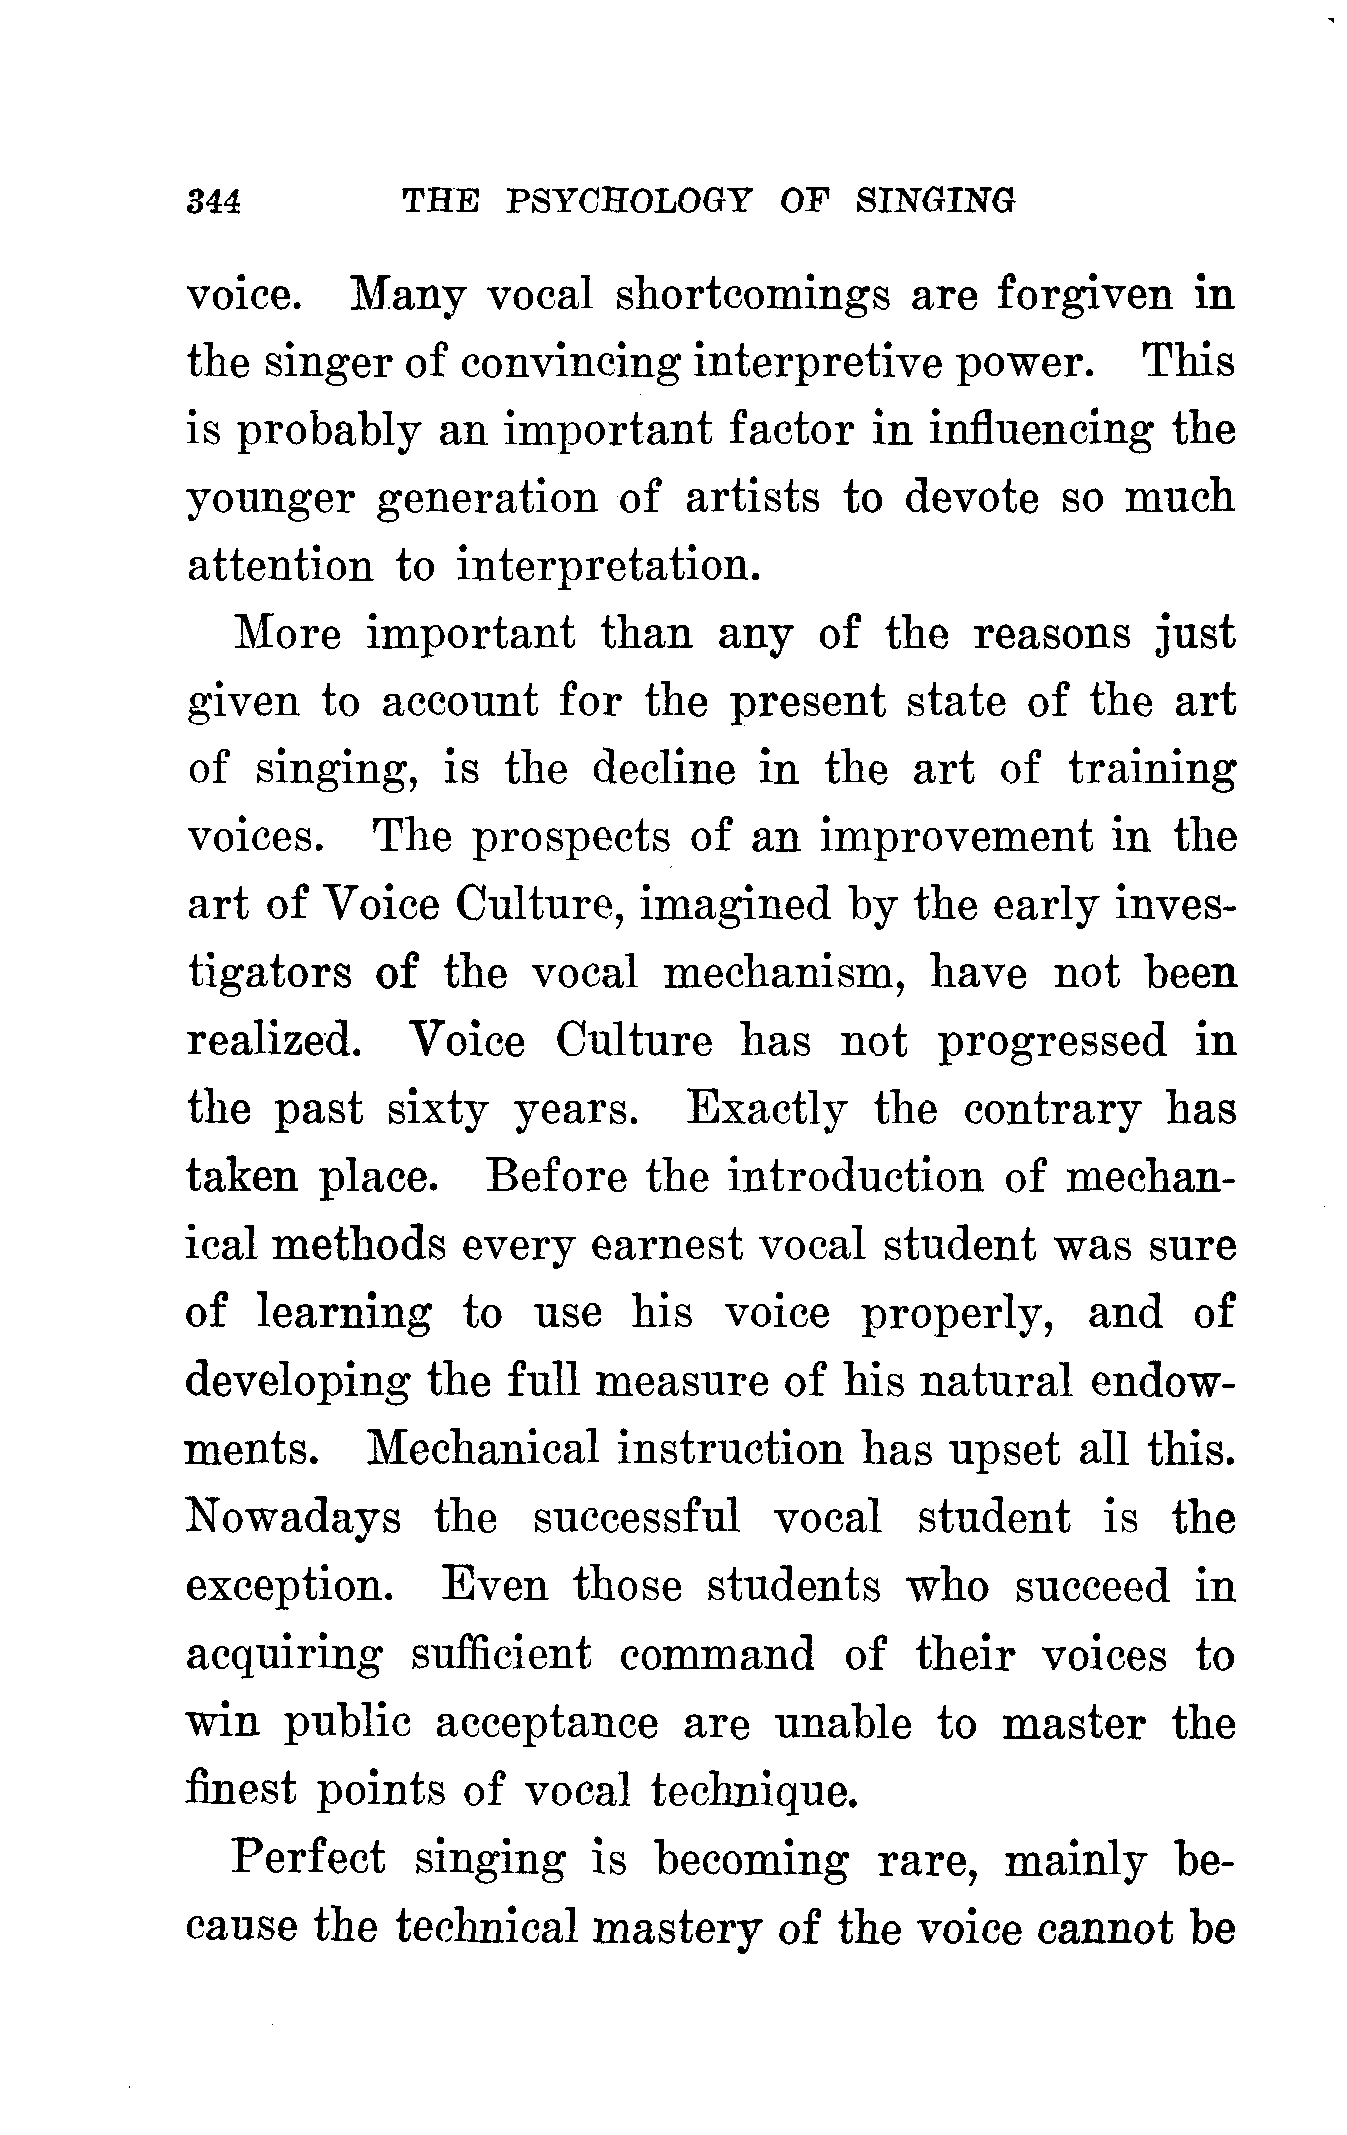 344 THE PSYCHOLOGY OF SINGING
voice. Many vocal shortcomings are forgiven in
the singer of convincing interpretive power. This
is probably an important factor in influencing the
younger generation of artists to devote so much
attention to interpretation.
More important than any of the reasons just
given to account for the present state of the art
of singing, is the decline in the art of training
voices. The prospects of an improvement in the
art of Voice Culture, imagined by the early inves-
tigators of the vocal mechanism, have not been
realized. Voice Culture has not progressed in
the past sixty years. Exactly the contrary has
taken place. Before the introduction of mechan-
ical methods every earnest vocal student was sure
of learning to use his voice properly, and of
developing the full measure of his natural endow-
ments. Mechanical instruction has upset all this.
Nowadays the successful vocal student is the
exception. Even those students who succeed in
acquiring sufficient command of their voices to
win public acceptance are unable to master the
finest points of vocal technique.
Perfect singing is becoming rare, mainly be-
cause the technical mastery of the voice cannot be